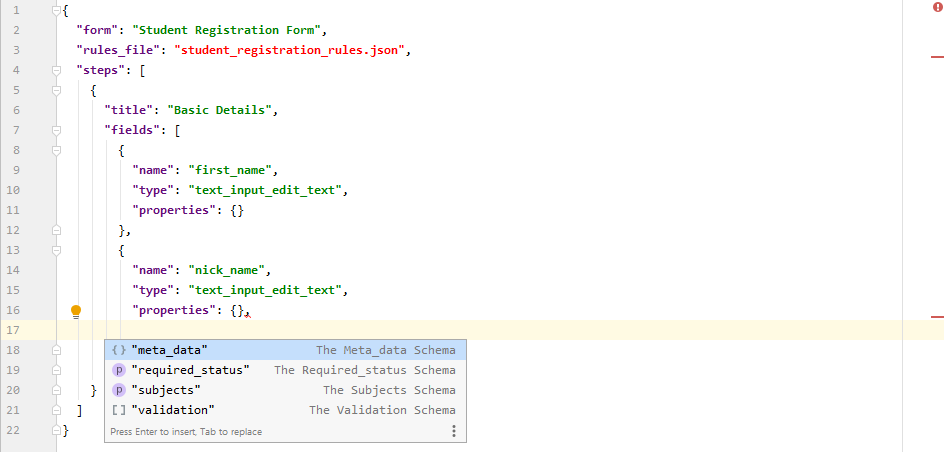 1 {
2 "form": "Student Registration Form",
3 "rules_file": "student_registration_rules.json",
4 "steps": [
5 {
6 "title": "Basic Details",
7 "fields": [
8 {
9 "name": "first_name",
10 "type": "text_input_edit_text",
11 "properties": {}
12 },
13 {
14 "name": "nick_name",
15 "type": "text_input_edit_text",
16 "properties": {},
17
18 {} "meta_data" The Meta_data Schema
19 p "required_status" The Required_status Schema
20 } p "subjects" The Subjects Schema
21 ] [] "validation" The Validation Schema
22 } Press Enter to insert, Tab to replace